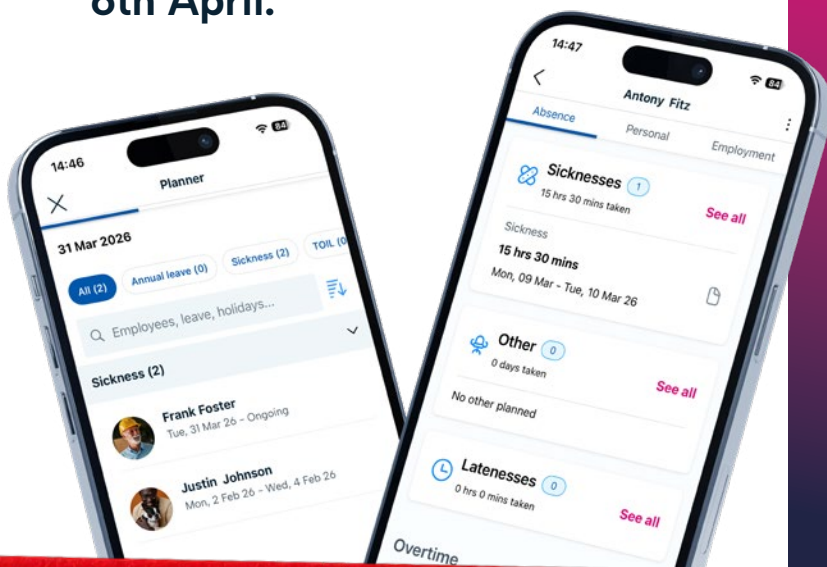 6th April.
14:46
84
Planner
31 Mar 2026
All (2)
Annual leave (0)
Sickness (2)
TOIL (0
Employees, leave, holidays...
Sickness (2)
Frank Foster
Tue, 31 Mar 26 - Ongoing
Justin Johnson
Mon, 2 Feb 26 - Wed, 4 Feb 26
14:47
84
Antony Fitz
Absence
Personal
Employment
Sicknesses 1
15 hrs 30 mins taken
See all
Sickness
15 hrs 30 mins
Mon, 09 Mar - Tue, 10 Mar 26
Other 0
0 days taken
See all
No other planned
Latenesses 0
0 hrs 0 mins taken
See all
Overtime